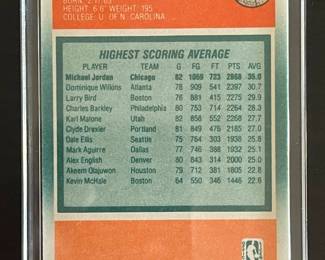 HEIGHT: 6'6" WEIGHT: 195
COLLEGE: U. OF N. CAROLINA
HIGHEST SCORING AVERAGE
PLAYER TEAM G FG FT PTS AVG
Michael Jordan Chicago 82 1069 723 2868 35.0
Dominique Wilkins Atlanta 78 909 541 2397 30.7
Larry Bird Boston 76 881 415 2275 29.9
Charles Barkley Philadelphia 80 753 714 2264 28.3
Karl Malone Utah 82 858 552 2268 27.7
Clyde Drexler Portland 81 849 476 2185 27.0
Dale Ellis Seattle 75 764 303 1938 25.8
Mark Aguirre Dallas 77 746 388 1932 25.1
Alex English Denver 80 843 314 2000 25.0
Akeem Olajuwon Houston 79 712 381 1805 22.8
Kevin McHale Boston 64 550 346 1446 22.6
NBA